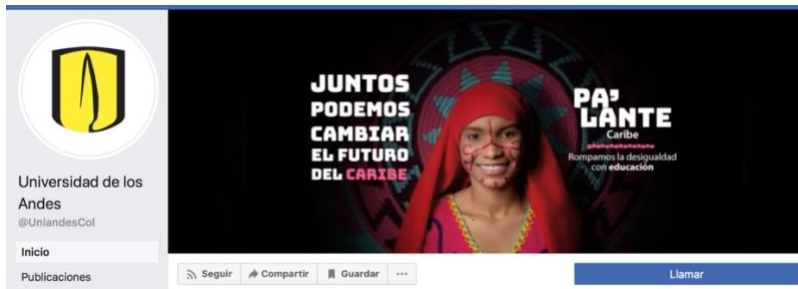 Universidad de los
Andes
@UniandesCol
Inicio
Publicaciones
JUNTOS
PODEMOS
CAMBIAR
EL FUTURO
DEL CARIBE
PA'
LANTE
Caribe
Rompamos la desigualdad
con educación
Seguir
Compartir
Guardar
Llamar